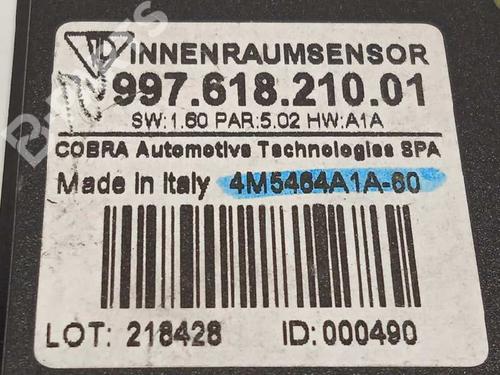 INNENRAUMSENSOR
997.618.210.01
SW:1.60 PAR:5.02 HW:A1A
COBRA Automotive Technologies SPA
Made in Italy 4M5464A1A-60
LOT: 218428 ID: 000490